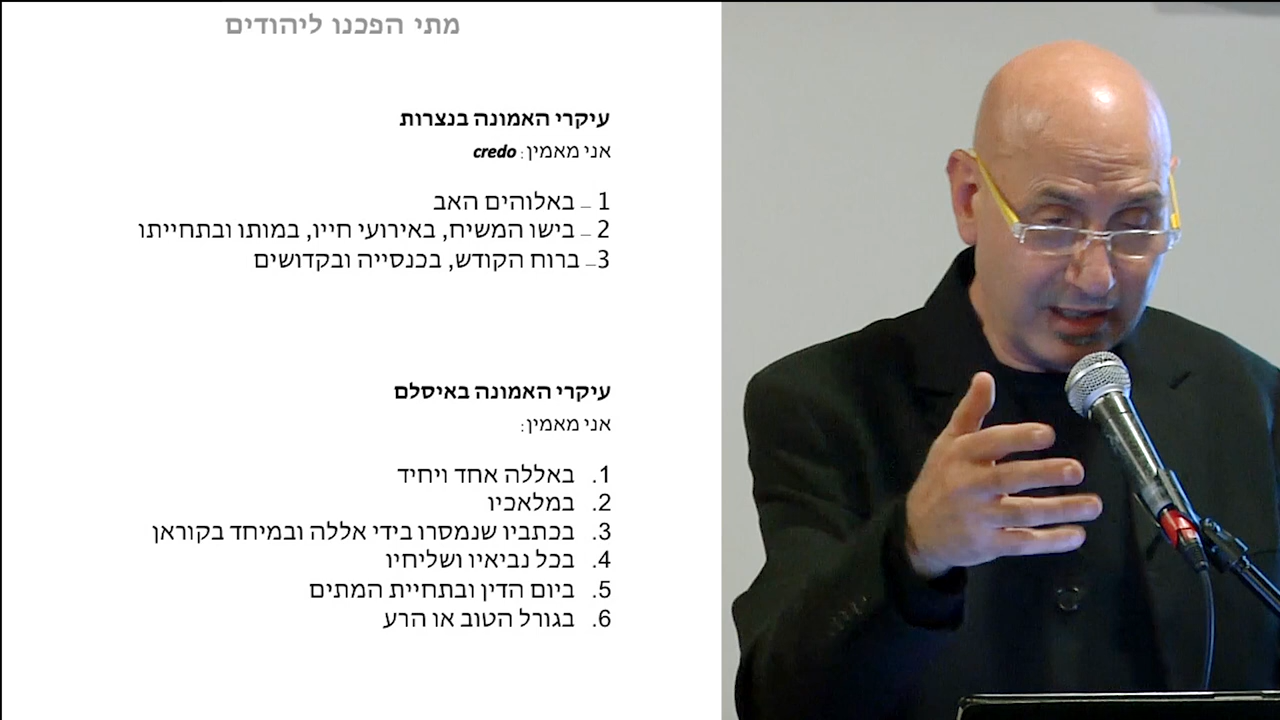 מתי הפכנו ליהודים
עיקרי האמונה בנצרות
אני מאמין: credo
1 – באלוהים האב
2 – בישו המשיח, באירועי חייו, במותו ובתחייתו
3– ברוח הקודש, בכנסייה ובקדושים
עיקרי האמונה באיסלם
אני מאמין:
1. באללה אחד ויחיד
2. במלאכיו
3. בכתביו שנמסרו בידי אללה ובמיחד בקוראן
4. בכל נביאיו ושליחיו
5. ביום הדין ובתחיית המתים
6. בגורל הטוב או הרע